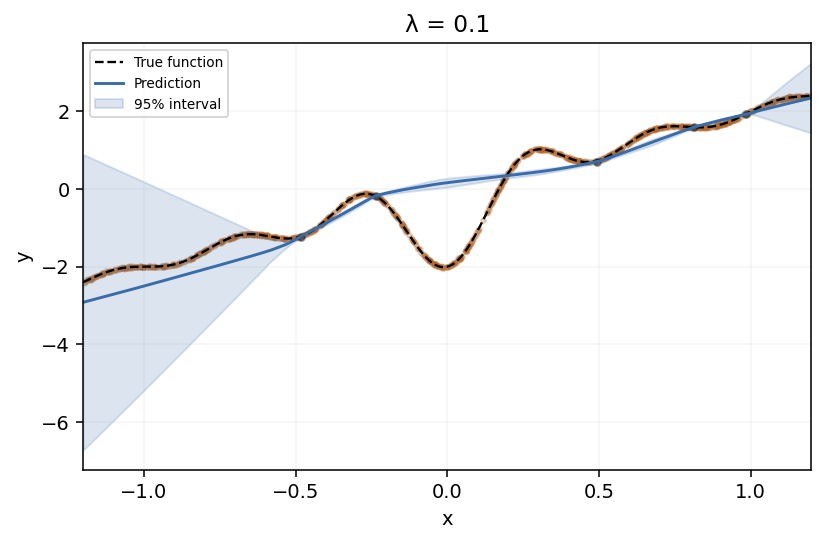 λ = 0.1
True function
Prediction
95% interval
y
2
0
−2
−4
−6
−1.0
−0.5
0.0
0.5
1.0
x